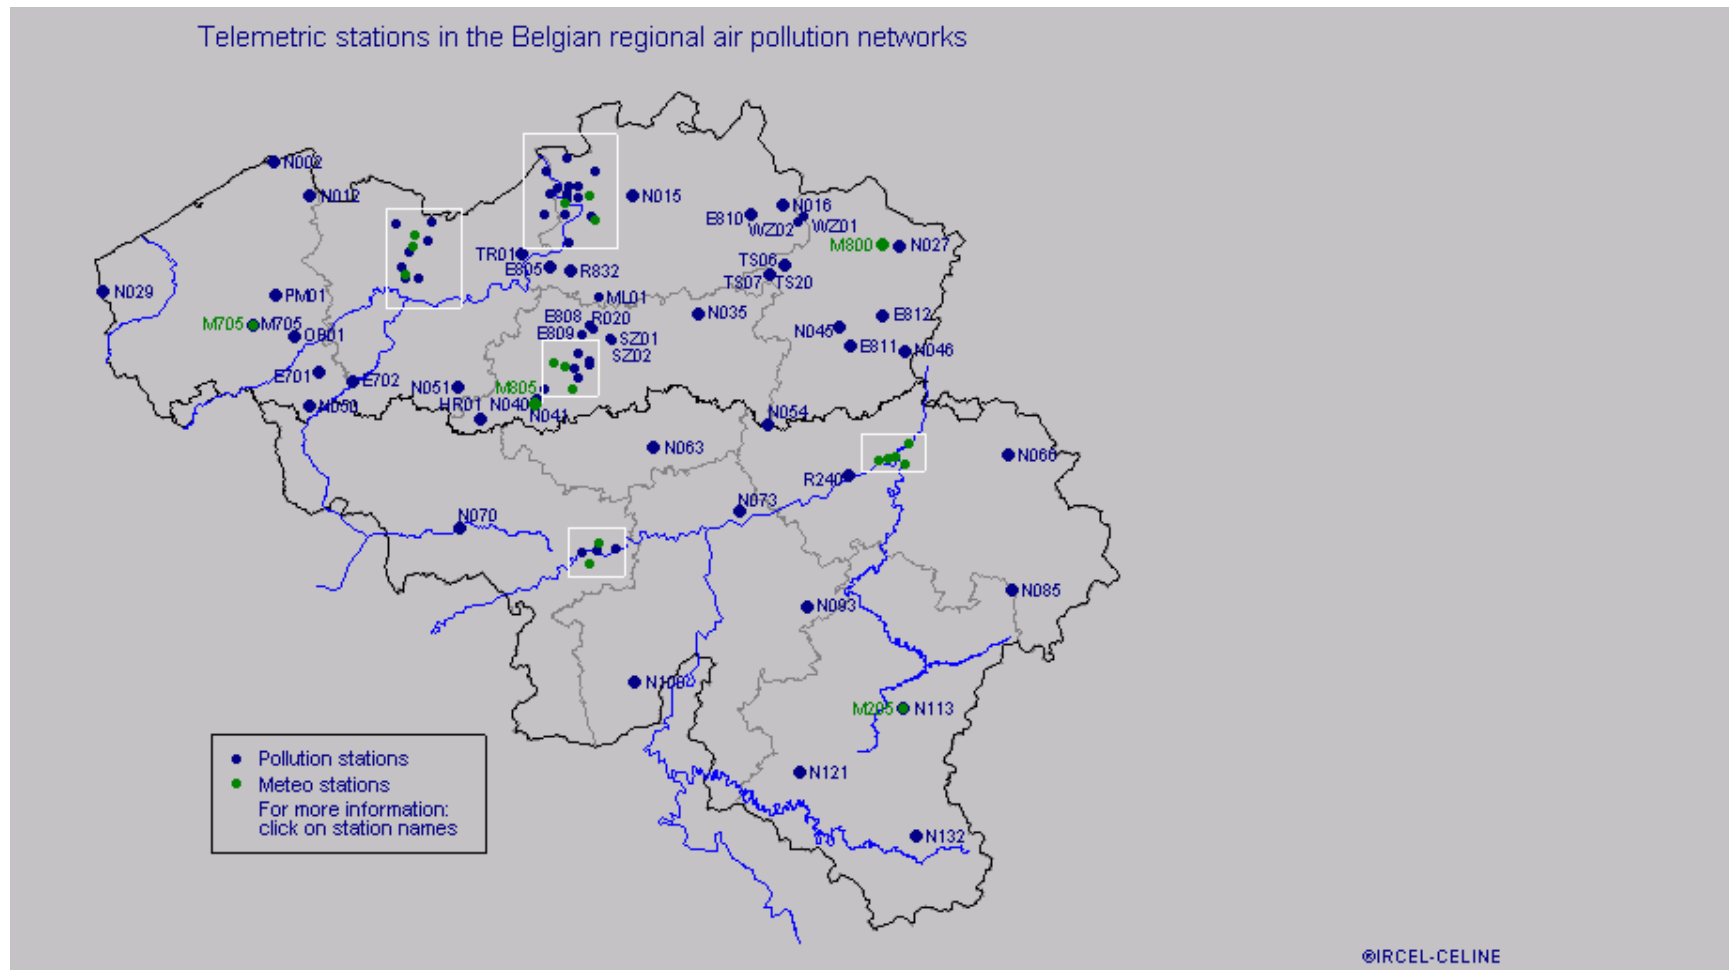 Telemetric stations in the Belgian regional air pollution networks
N002
N012
N015
N016
E810
WZ02
WZ01
M800
N027
TR01
E805
R832
TS06
TS07
TS20
N029
PM01
ML01
M705
M705
OB01
E808
R020
N035
E812
E809
SZ01
N045
SZ02
E811
N046
E701
E702
N051
M805
N050
HR01
N040
N041
N054
N063
N066
R240
N073
N070
N085
N093
N100
M205
N113
N121
N132
Pollution stations
Meteo stations
For more information:
click on station names
©IRCEL-CELINE